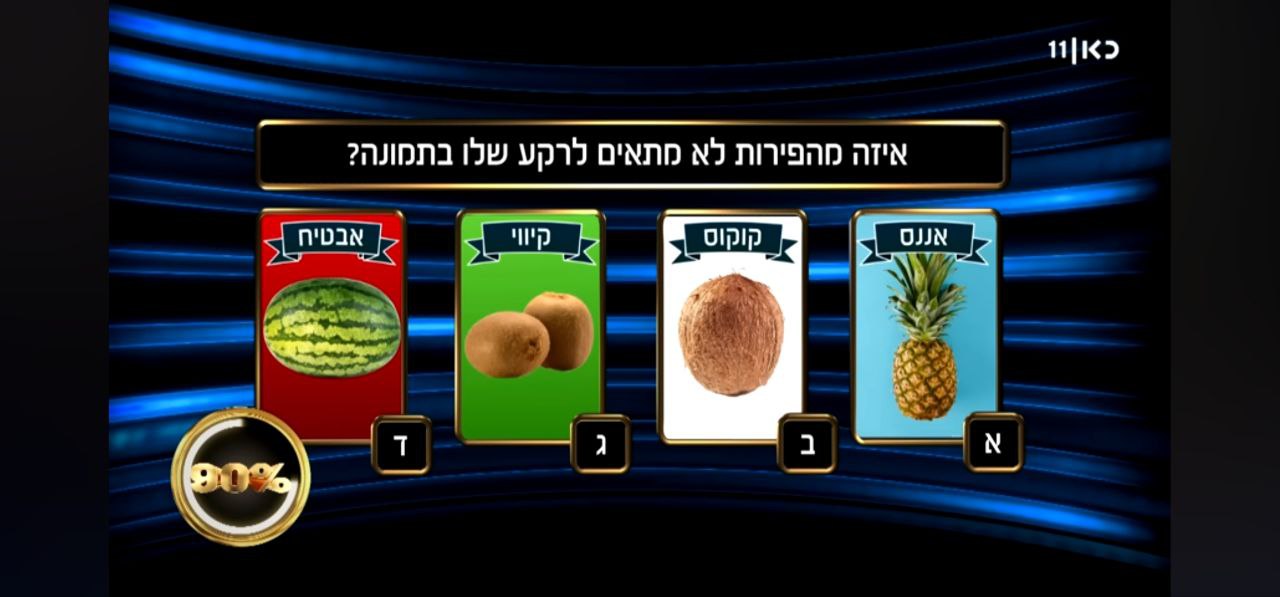 כאן|11
איזה מהפירות לא מתאים לרקע שלו בתמונה?
אננס
קוקוס
קיווי
אבטיח
א
ב
ג
ד
90%